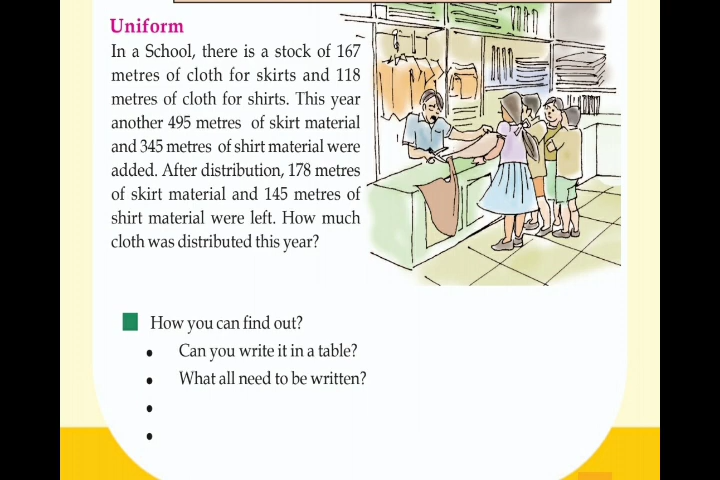 Uniform
In a School, there is a stock of 167
metres of cloth for skirts and 118
metres of cloth for shirts. This year
another 495 metres of skirt material
and 345 metres of shirt material were
added. After distribution, 178 metres
of skirt material and 145 metres of
shirt material were left. How much
cloth was distributed this year?
How you can find out?
• Can you write it in a table?
• What all need to be written?
•
•